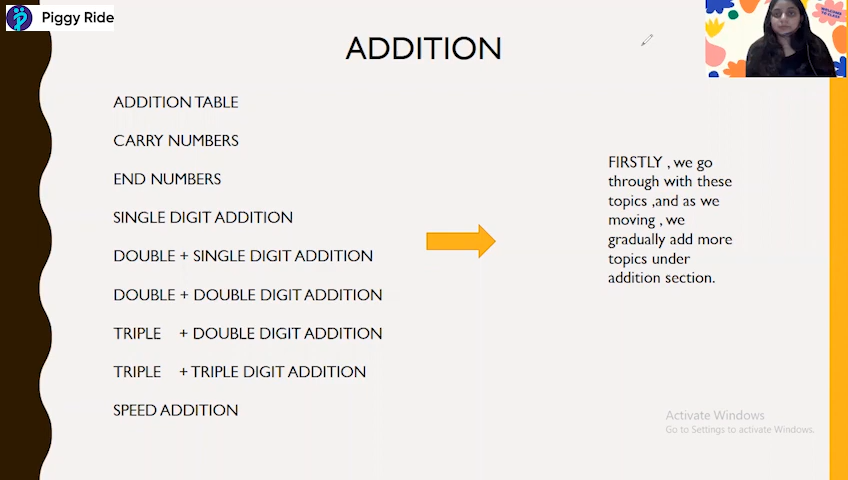 Piggy Ride
ADDITION
WELCOME
TO CLASS
ADDITION TABLE
CARRY NUMBERS
END NUMBERS
SINGLE DIGIT ADDITION
DOUBLE + SINGLE DIGIT ADDITION
DOUBLE + DOUBLE DIGIT ADDITION
TRIPLE + DOUBLE DIGIT ADDITION
TRIPLE + TRIPLE DIGIT ADDITION
SPEED ADDITION
FIRSTLY , we go
through with these
topics ,and as we
moving , we
gradually add more
topics under
addition section.
Activate Windows
Go to Settings to activate Windows.